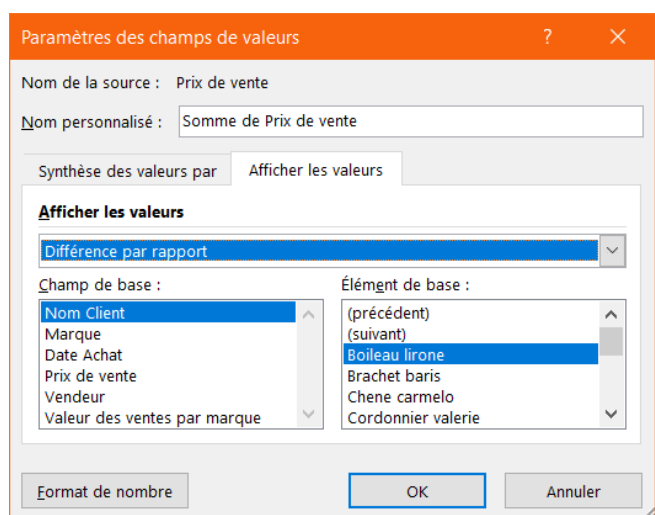 Paramètres des champs de valeurs ? ×
Nom de la source : Prix de vente
Nom personnalisé : Somme de Prix de vente
Synthèse des valeurs par Afficher les valeurs
Afficher les valeurs
Différence par rapport
Champ de base : Élément de base :
Nom Client (précédent)
Marque (suivant)
Date Achat Boileau lirone
Prix de vente Brachet baris
Vendeur Chene carmelo
Valeur des ventes par marque Cordonnier valerie
Format de nombre OK Annuler